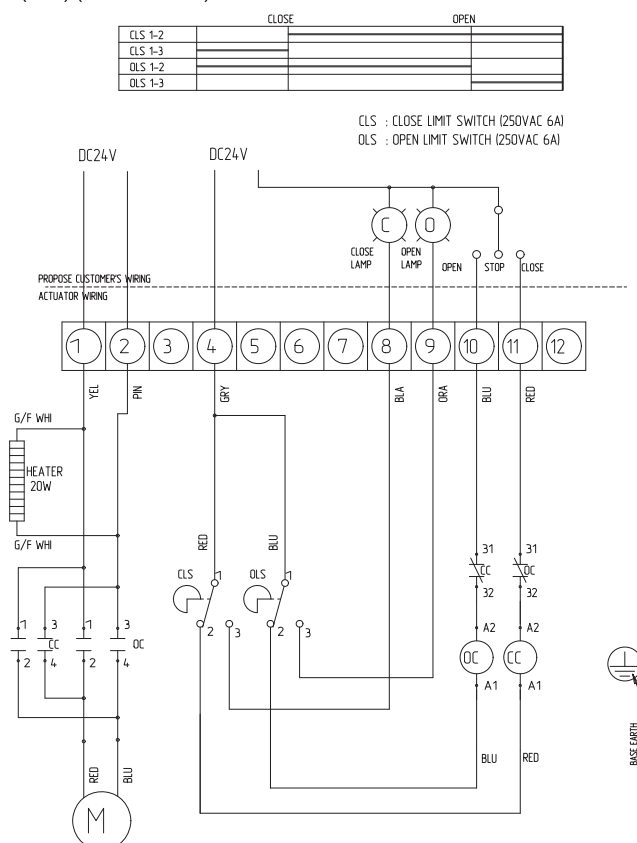 CLOSE OPEN
CLS 1-2
CLS 1-3
OLS 1-2
OLS 1-3
CLS : CLOSE LIMIT SWITCH (250VAC 6A)
OLS : OPEN LIMIT SWITCH (250VAC 6A)
DC24V DC24V
C O
CLOSE LAMP
OPEN LAMP
OPEN STOP CLOSE
PROPOSE CUSTOMER'S WIRING
ACTUATOR WIRING
1 2 3 4 5 6 7 8 9 10 11 12
YEL PIN GRY BLA ORA BLU RED
G/F WHI
HEATER
20W
G/F WHI
RED BLU
CLS 1 OLS 1
2 3 2 3
31 31
CC OC
32 32
A2 A2
OC CC
A1 A1
1 3 1 3
CC OC
2 4 2 4
BLU RED
RED BLU
M
BASE EARTH